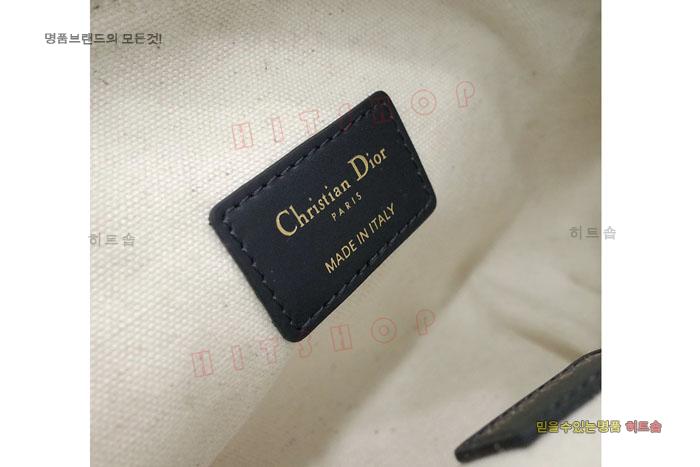 명품브랜드의 모든것!
HITSHOP
Christian Dior
PARIS
MADE IN ITALY
히트숍
히트숍
HITSHOP
믿을수있는명품 히트숍